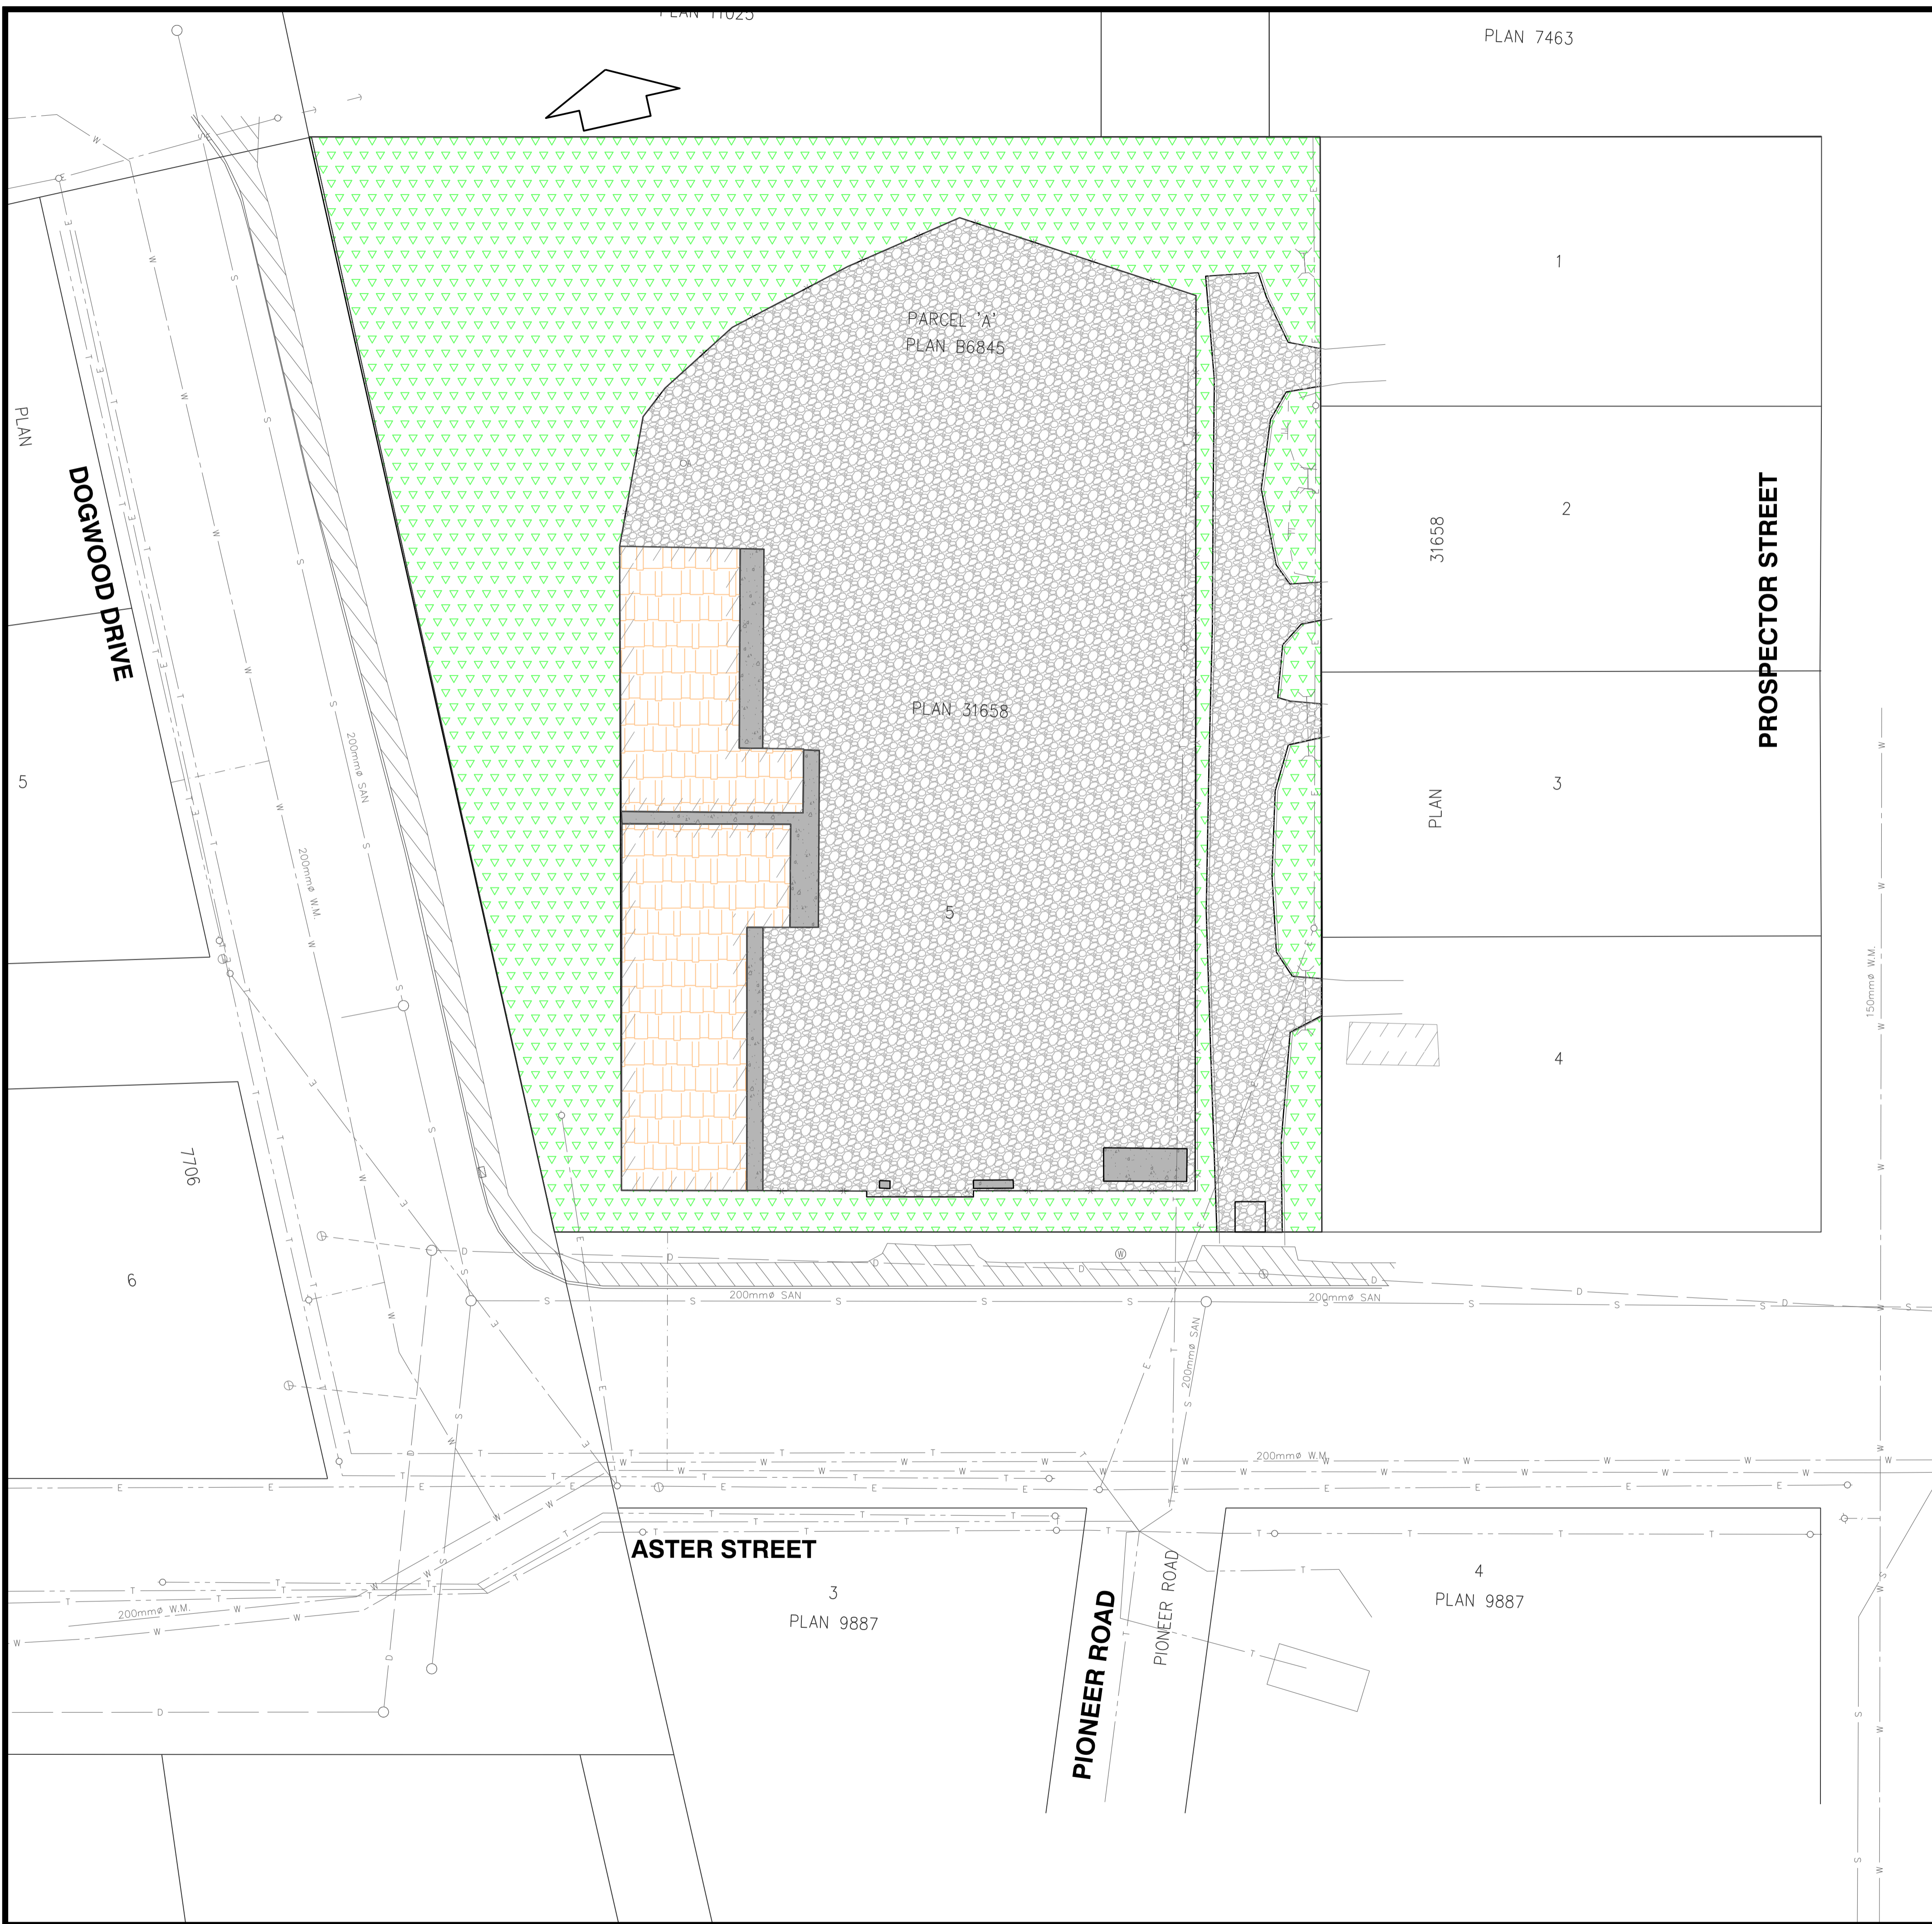 PLAN 11025
PLAN 7463
PARCEL 'A'
PLAN B6845
1
PLAN
DOGWOOD DRIVE
31658
2
PROSPECTOR STREET
PLAN 31658
200mmø SAN
5
3
PLAN
200mmø W.M.
5
150mmø W.M.
4
7706
6
W
200mmø SAN
200mmø SAN
200mmø SAN
200mmø W.M.
ASTER STREET
3
PLAN 9887
PIONEER ROAD
PIONEER ROAD
4
PLAN 9887
200mmø W.M.